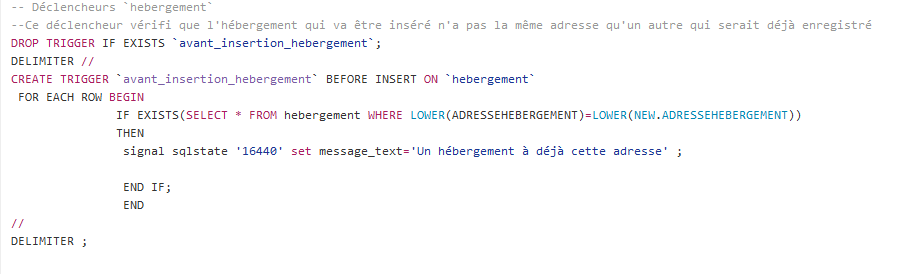 -- Déclencheurs `hebergement`
--Ce déclencheur vérifi que l'hébergement qui va être inséré n'a pas la même adresse qu'un autre qui serait déjà enregistré
DROP TRIGGER IF EXISTS `avant_insertion_hebergement`;
DELIMITER //
CREATE TRIGGER `avant_insertion_hebergement` BEFORE INSERT ON `hebergement`
FOR EACH ROW BEGIN
IF EXISTS(SELECT * FROM hebergement WHERE LOWER(ADRESSEHEBERGEMENT)=LOWER(NEW.ADRESSEHEBERGEMENT))
THEN
signal sqlstate '16440' set message_text='Un hébergement à déjà cette adresse' ;
END IF;
END
//
DELIMITER ;